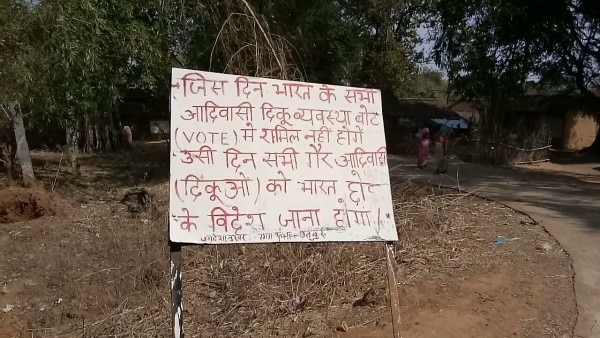 जिस दिन भारत के सभी
आदिवासी दिकू व्यवस्था वोट
(VOTE) में शामिल नहीं होंगे
उसी दिन सभी गैर आदिवासी
(दिकूओं) को भारत छोड़
के विदेश जाना होगा।